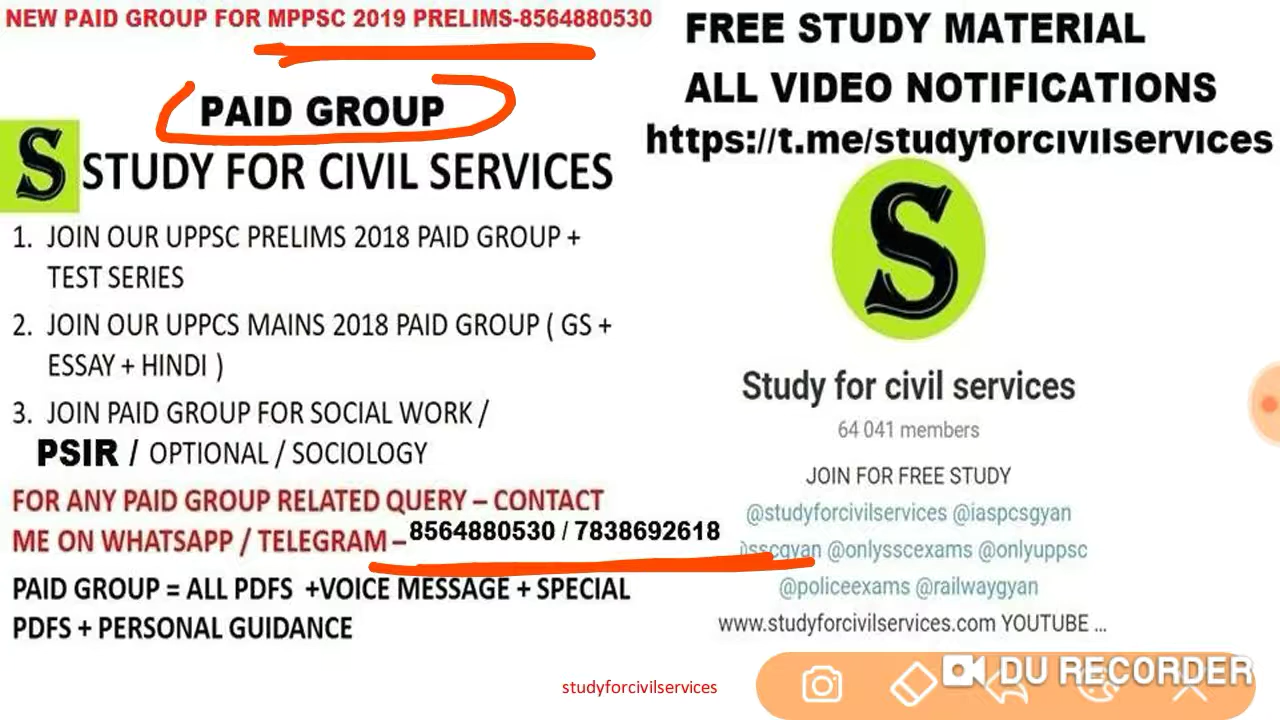 NEW PAID GROUP FOR MPPSC 2019 PRELIMS-8564880530
PAID GROUP
S STUDY FOR CIVIL SERVICES
1. JOIN OUR UPPSC PRELIMS 2018 PAID GROUP +
TEST SERIES
2. JOIN OUR UPPCS MAINS 2018 PAID GROUP ( GS +
ESSAY + HINDI )
3. JOIN PAID GROUP FOR SOCIAL WORK /
PSIR / OPTIONAL / SOCIOLOGY
FOR ANY PAID GROUP RELATED QUERY – CONTACT
ME ON WHATSAPP / TELEGRAM – 8564880530 / 7838692618
PAID GROUP = ALL PDFS +VOICE MESSAGE + SPECIAL
PDFS + PERSONAL GUIDANCE
FREE STUDY MATERIAL
ALL VIDEO NOTIFICATIONS
https://t.me/studyforcivilservices
S
Study for civil services
64 041 members
JOIN FOR FREE STUDY
@studyforcivilservices @iaspcsgyan
@onlysscexams @onlyuppsc
@policeexams @railwaygyan
www.studyforcivilservices.com YOUTUBE ...
studyforcivilservices
DU RECORDER